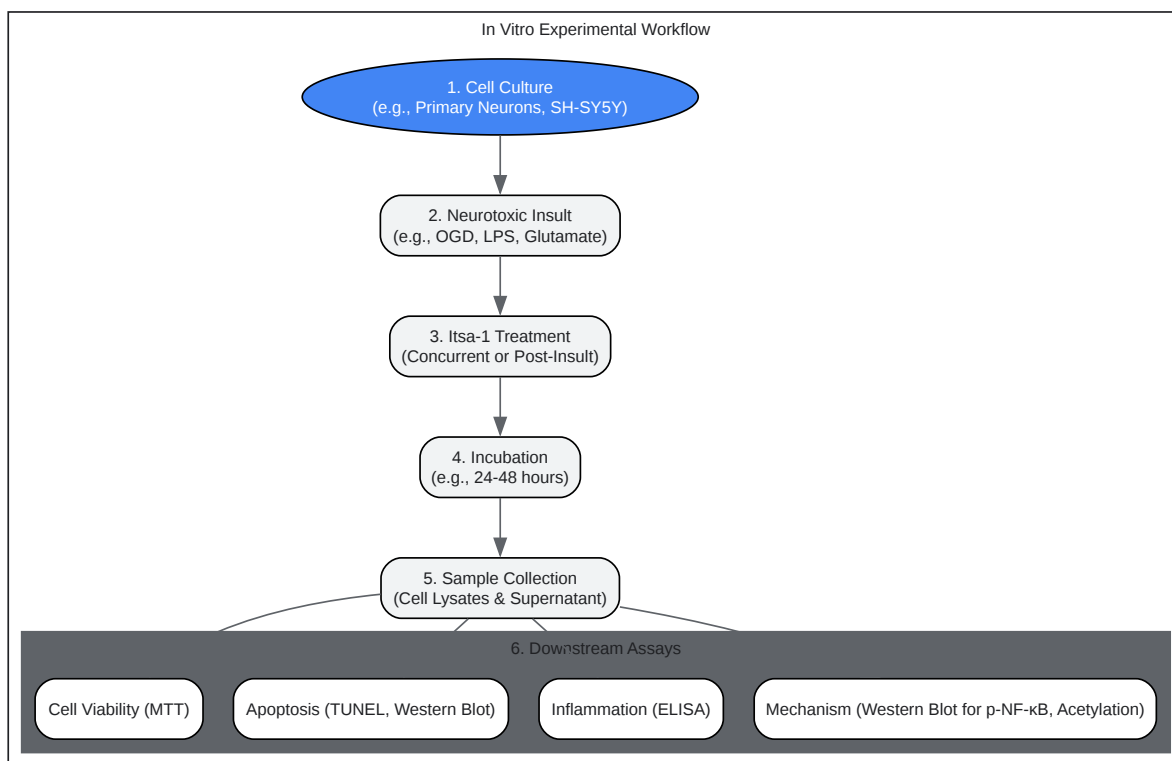 In Vitro Experimental Workflow
1. Cell Culture
(e.g., Primary Neurons, SH-SY5Y)
2. Neurotoxic Insult
(e.g., OGD, LPS, Glutamate)
3. Itsa-1 Treatment
(Concurrent or Post-Insult)
4. Incubation
(e.g., 24-48 hours)
5. Sample Collection
(Cell Lysates & Supernatant)
6. Downstream Assays
Cell Viability (MTT)
Apoptosis (TUNEL, Western Blot)
Inflammation (ELISA)
Mechanism (Western Blot for p-NF-κB, Acetylation)